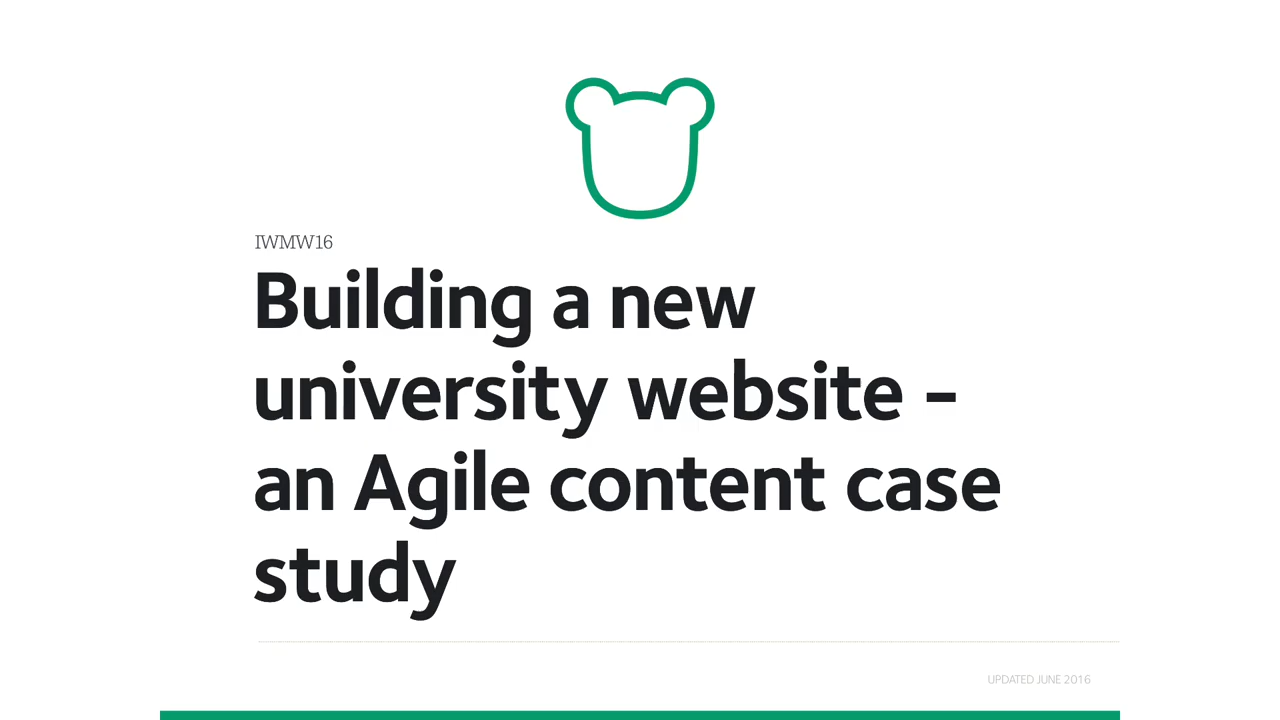 IWMW16
Building a new
university website -
an Agile content case
study
UPDATED JUNE 2016